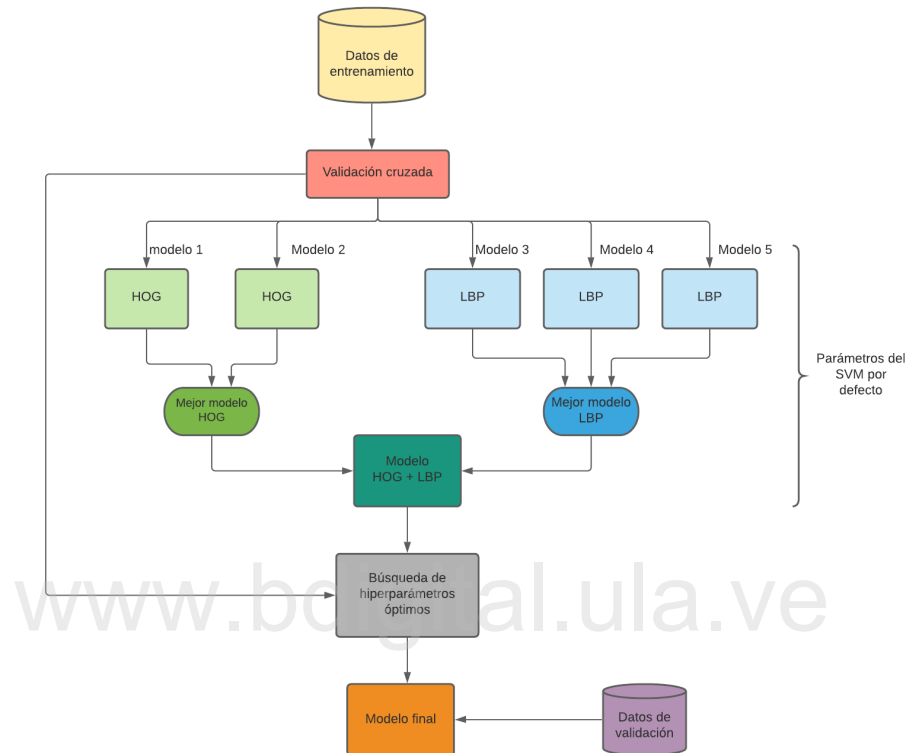 Datos de
entrenamiento
Validación cruzada
modelo 1
Modelo 2
Modelo 3
Modelo 4
Modelo 5
HOG
HOG
LBP
LBP
LBP
Parámetros del
SVM por
defecto
Mejor modelo
HOG
Mejor modelo
LBP
Modelo
HOG + LBP
Búsqueda de
hiperparámetros
óptimos
www.bdigital.ula.ve
Modelo final
Datos de
validación